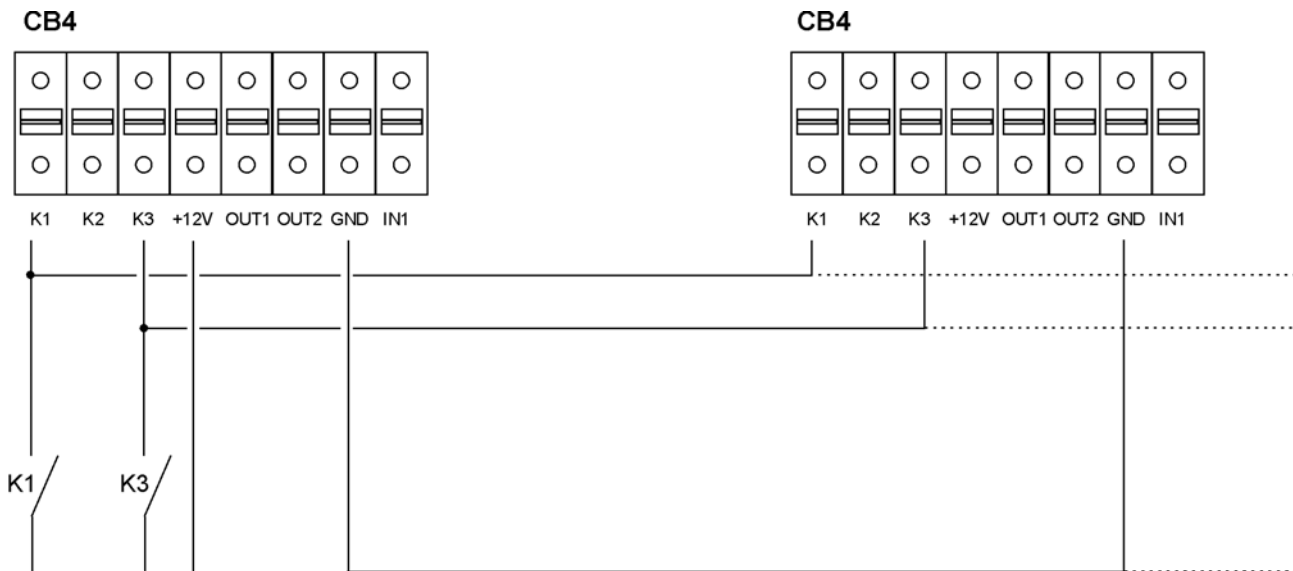 CB4 CB4
K1 K2 K3 +12V OUT1 OUT2 GND IN1 K1 K2 K3 +12V OUT1 OUT2 GND IN1
K1 K3